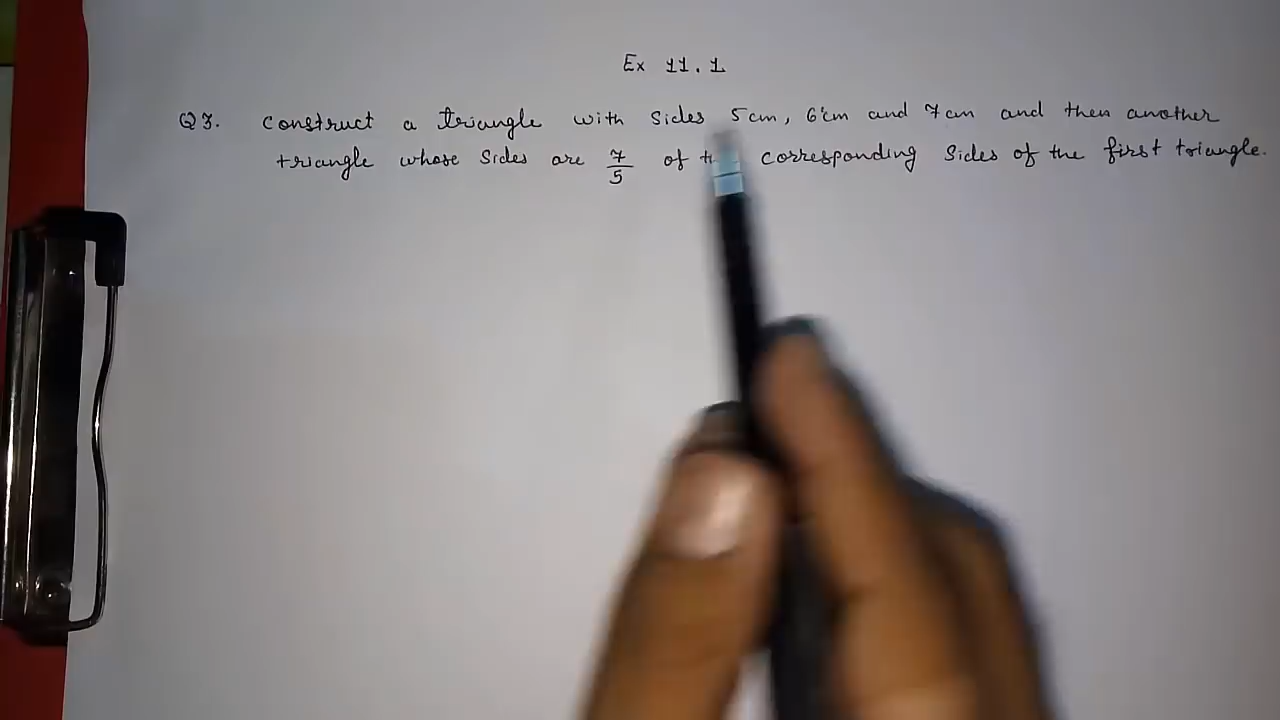 Ex 11.1
Q3. Construct a triangle with sides 5cm, 6cm and 7cm and then another
triangle whose sides are 7/5 of corresponding sides of the first triangle.